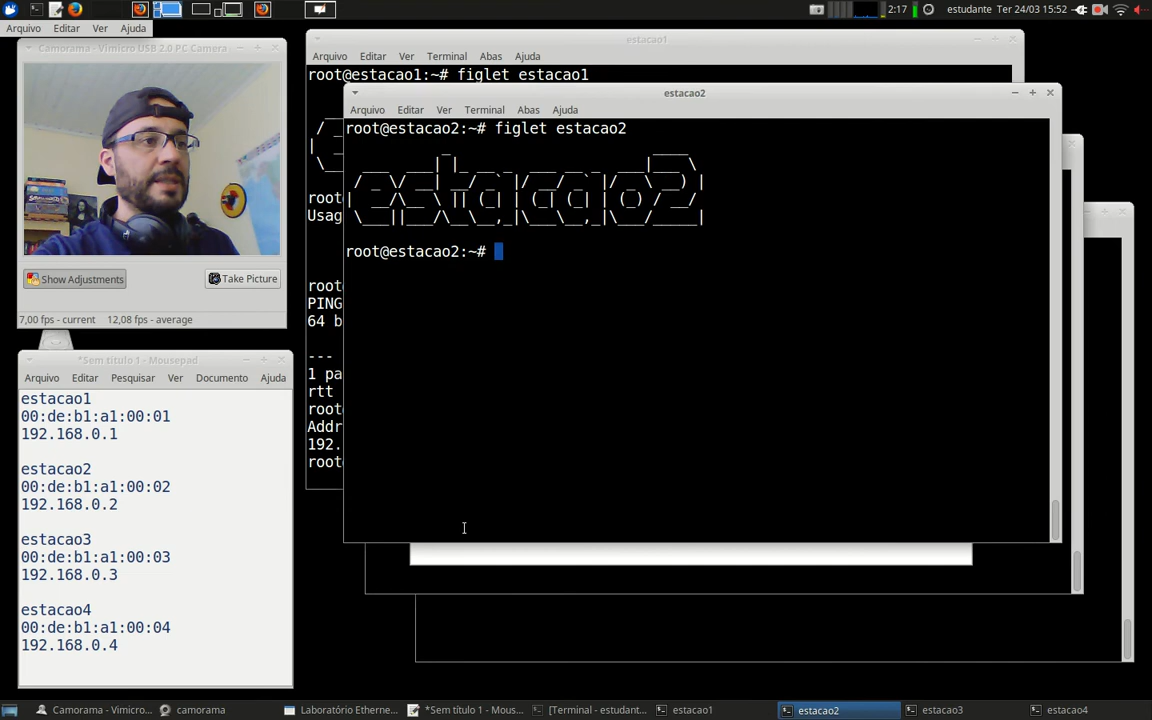 2:17
estudante Ter 24/03 15:52
Arquivo Editar Ver Ajuda
Camorama - Vimicro USB 2.0 PC Camera
Show Adjustments
Take Picture
7,00 fps - current 12,08 fps - average
*Sem título 1 - Mousepad
Arquivo Editar Pesquisar Ver Documento Ajuda
estacao1
00:de:b1:a1:00:01
192.168.0.1
estacao2
00:de:b1:a1:00:02
192.168.0.2
estacao3
00:de:b1:a1:00:03
192.168.0.3
estacao4
00:de:b1:a1:00:04
192.168.0.4
estacao1
Arquivo Editar Ver Terminal Abas Ajuda
root@estacao1:~# figlet estacao1
root
Usag
root
PING
64 b
---
1 pa
rtt
root
Addr
192.
root
estacao2
Arquivo Editar Ver Terminal Abas Ajuda
root@estacao2:~# figlet estacao2
estacao2
root@estacao2:~#
Camorama - Vimicro...
camorama
Laboratório Etherne...
*Sem título 1 - Mous...
[Terminal - estudant...
estacao1
estacao2
estacao3
estacao4